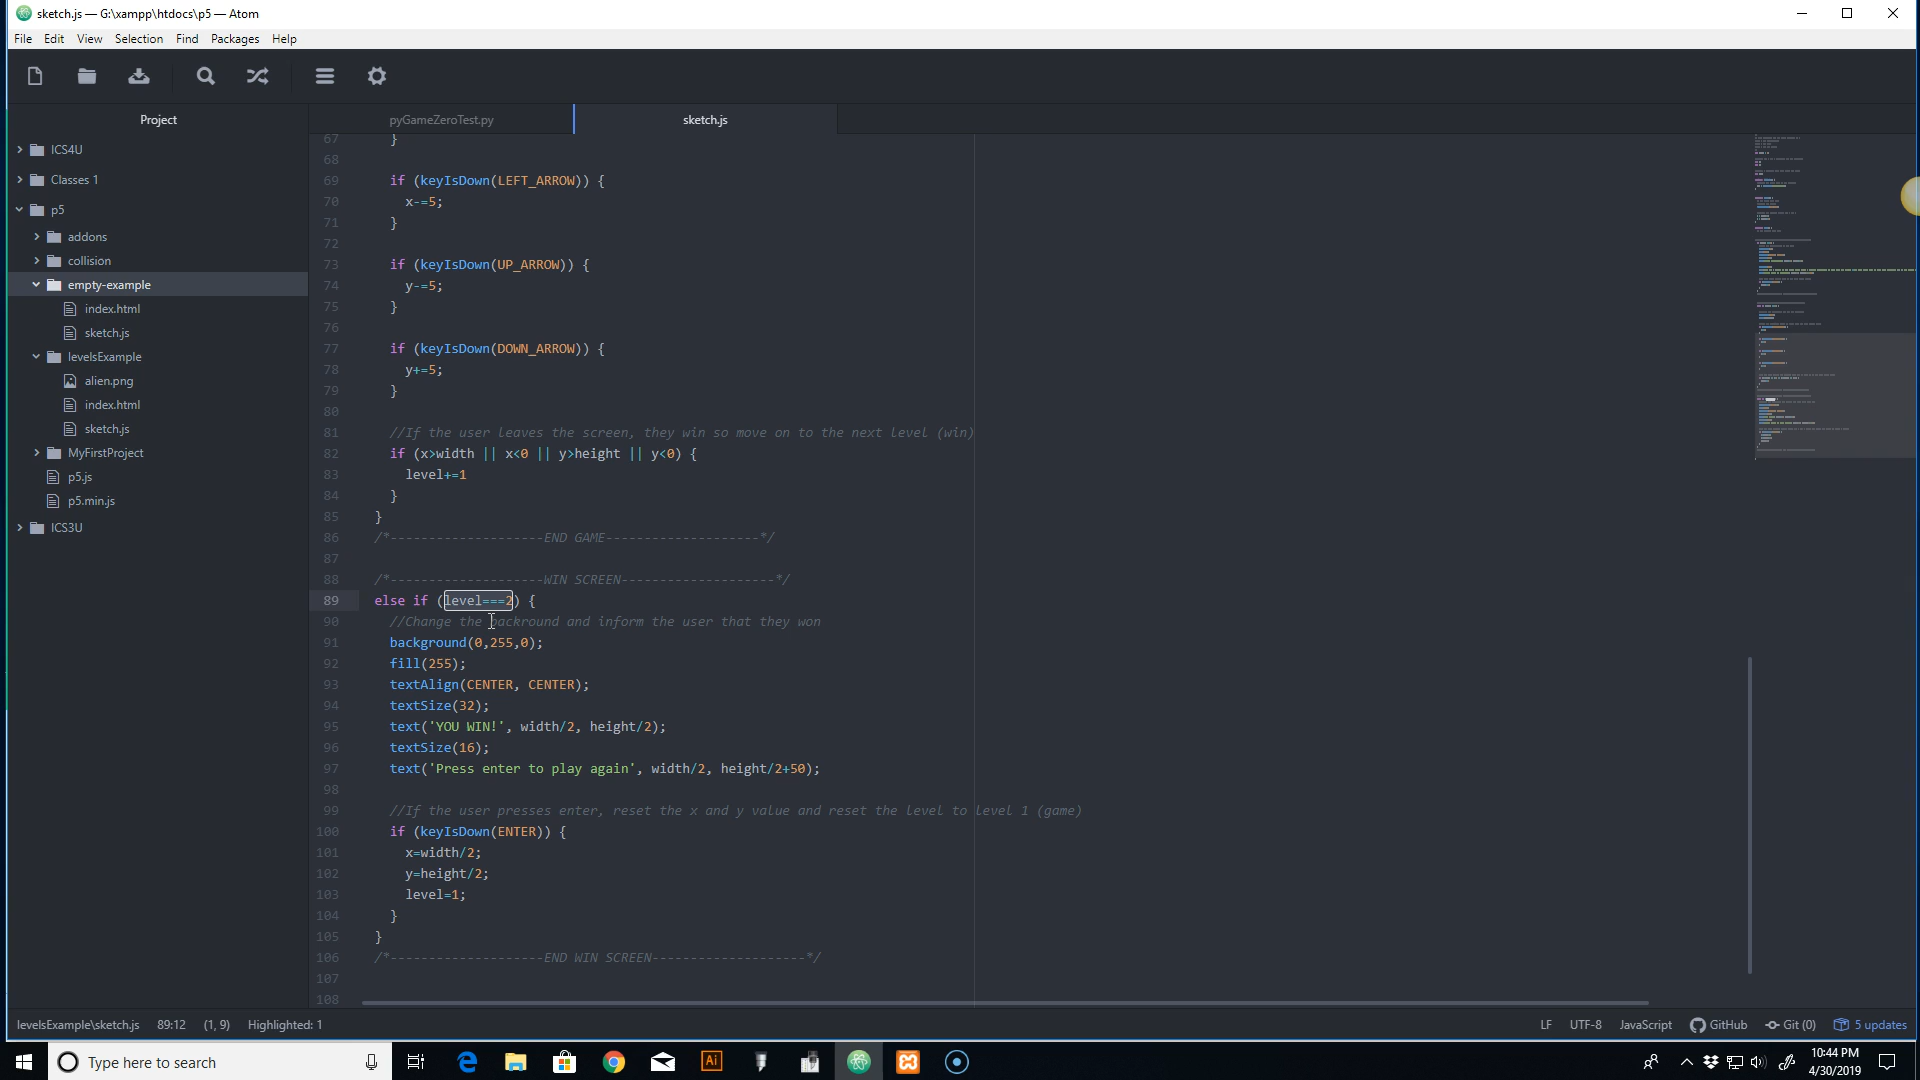 sketch.js — G:\xampp\htdocs\p5 — Atom
File Edit View Selection Find Packages Help
Project
pyGameZeroTest.py
sketch.js
ICS4U
Classes 1
p5
addons
collision
empty-example
index.html
sketch.js
levelsExample
alien.png
index.html
sketch.js
MyFirstProject
p5.js
p5.min.js
ICS3U
67 }
68
69 if (keyIsDown(LEFT_ARROW)) {
70 x-=5;
71 }
72
73 if (keyIsDown(UP_ARROW)) {
74 y-=5;
75 }
76
77 if (keyIsDown(DOWN_ARROW)) {
78 y+=5;
79 }
80
81 //If the user leaves the screen, they win so move on to the next level (win)
82 if (x>width || x<0 || y>height || y<0) {
83 level+=1
84 }
85 }
86 /*--------------------END GAME--------------------*/
87
88 /*--------------------WIN SCREEN--------------------*/
89 else if (level===2) {
90 //Change the backround and inform the user that they won
91 background(0,255,0);
92 fill(255);
93 textAlign(CENTER, CENTER);
94 textSize(32);
95 text('YOU WIN!', width/2, height/2);
96 textSize(16);
97 text('Press enter to play again', width/2, height/2+50);
98
99 //If the user presses enter, reset the x and y value and reset the level to level 1 (game)
100 if (keyIsDown(ENTER)) {
101 x=width/2;
102 y=height/2;
103 level=1;
104 }
105 }
106 /*--------------------END WIN SCREEN--------------------*/
107
108
levelsExample\sketch.js 89:12 (1, 9) Highlighted: 1
LF UTF-8 JavaScript GitHub Git (0) 5 updates
Type here to search
Ai
10:44 PM
4/30/2019